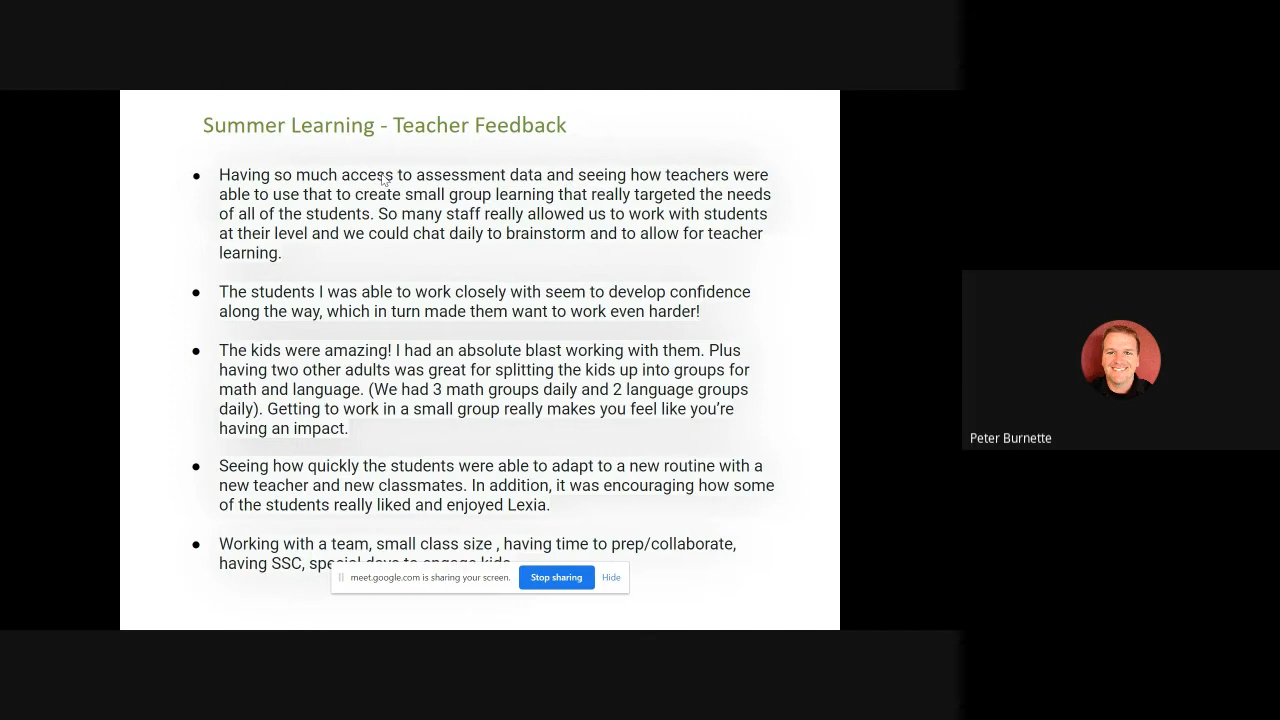 Summer Learning - Teacher Feedback
● Having so much access to assessment data and seeing how teachers were
able to use that to create small group learning that really targeted the needs
of all of the students. So many staff really allowed us to work with students
at their level and we could chat daily to brainstorm and to allow for teacher
learning.
● The students I was able to work closely with seem to develop confidence
along the way, which in turn made them want to work even harder!
● The kids were amazing! I had an absolute blast working with them. Plus
having two other adults was great for splitting the kids up into groups for
math and language. (We had 3 math groups daily and 2 language groups
daily). Getting to work in a small group really makes you feel like you’re
having an impact.
● Seeing how quickly the students were able to adapt to a new routine with a
new teacher and new classmates. In addition, it was encouraging how some
of the students really liked and enjoyed Lexia.
● Working with a team, small class size , having time to prep/collaborate,
having SSC, special days to engage kids
meet.google.com is sharing your screen. Stop sharing Hide
Peter Burnette